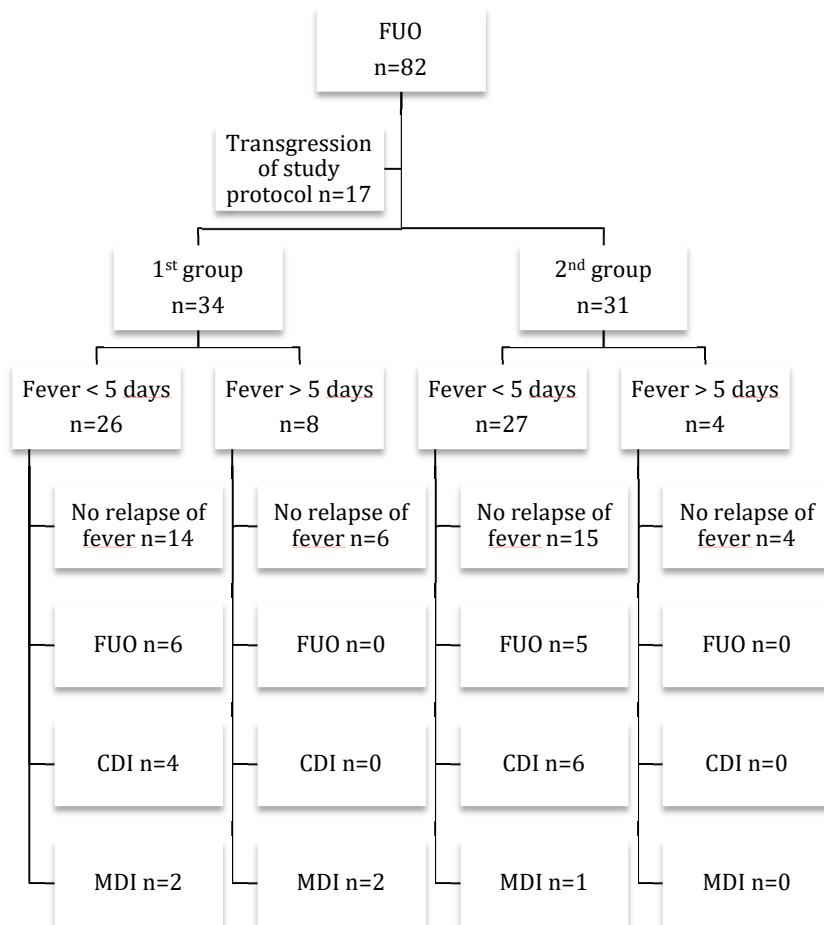 FUO
n=82
Transgression
of study
protocol n=17
1st group
n=34
2nd group
n=31
Fever < 5 days
n=26
Fever > 5 days
n=8
Fever < 5 days
n=27
Fever > 5 days
n=4
No relapse of
fever n=14
No relapse of
fever n=6
No relapse of
fever n=15
No relapse of
fever n=4
FUO n=6
FUO n=0
FUO n=5
FUO n=0
CDI n=4
CDI n=0
CDI n=6
CDI n=0
MDI n=2
MDI n=2
MDI n=1
MDI n=0